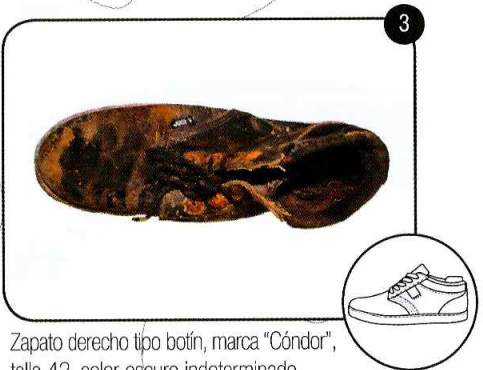 3
Zapato derecho tipo botín, marca "Cóndor",
talla 42, color oscuro indeterminado